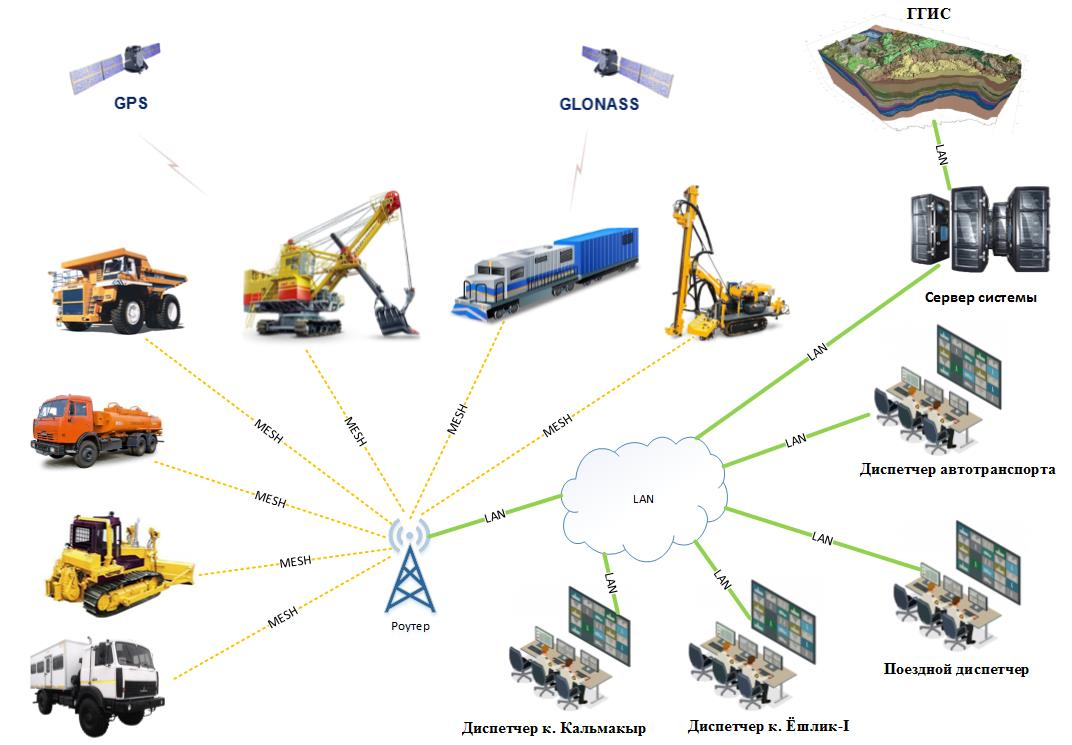 ГГИС
GPS
GLONASS
LAN
Сервер системы
LAN
MESH
MESH
MESH
MESH
LAN
Диспетчер автотранспорта
MESH
LAN
LAN
LAN
MESH
LAN
LAN
MESH
Роутер
Поездной диспетчер
Диспетчер к. Кальмакыр
Диспетчер к. Ёшлик-I